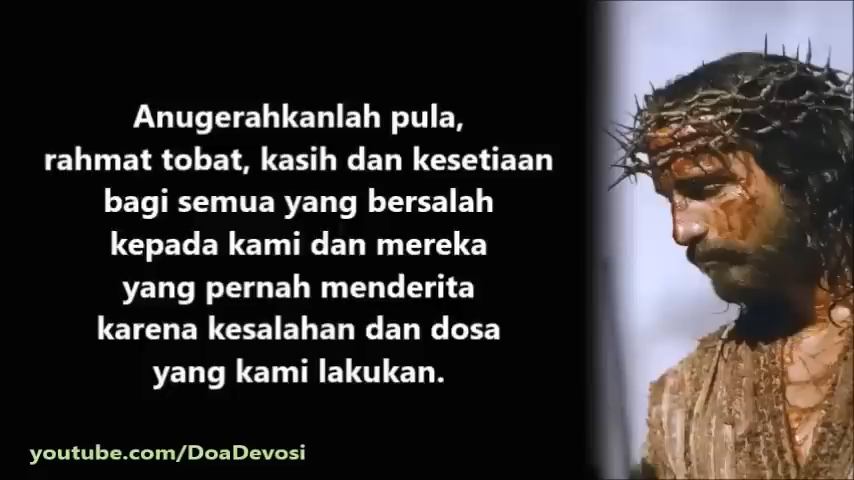 Anugerahkanlah pula,
rahmat tobat, kasih dan kesetiaan
bagi semua yang bersalah
kepada kami dan mereka
yang pernah menderita
karena kesalahan dan dosa
yang kami lakukan.
youtube.com/DoaDevosi